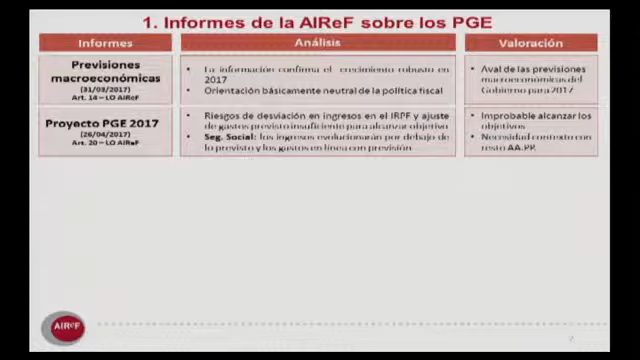 1. Informes de la AIReF sobre los PGE
Informes
Análisis
Valoración
Previsiones
macroeconómicas
(31/03/2017)
Art. 14 – LO AIReF
• La información confirma el crecimiento robusto en
2017
• Orientación básicamente neutral de la política fiscal
• Aval de las previsiones
macroeconómicas del
Gobierno para 2017
Proyecto PGE 2017
(26/04/2017)
Art. 20 – LO AIReF
• Riesgos de desviación en ingresos en el IRPF y ajuste
de gastos previsto insuficiente para alcanzar objetivo
• Seg. Social: los ingresos evolucionarán por debajo de
lo previsto y los gastos en línea con previsión
• Improbable alcanzar los
objetivos
• Necesidad contexto con
resto AA.PP.
AIReF